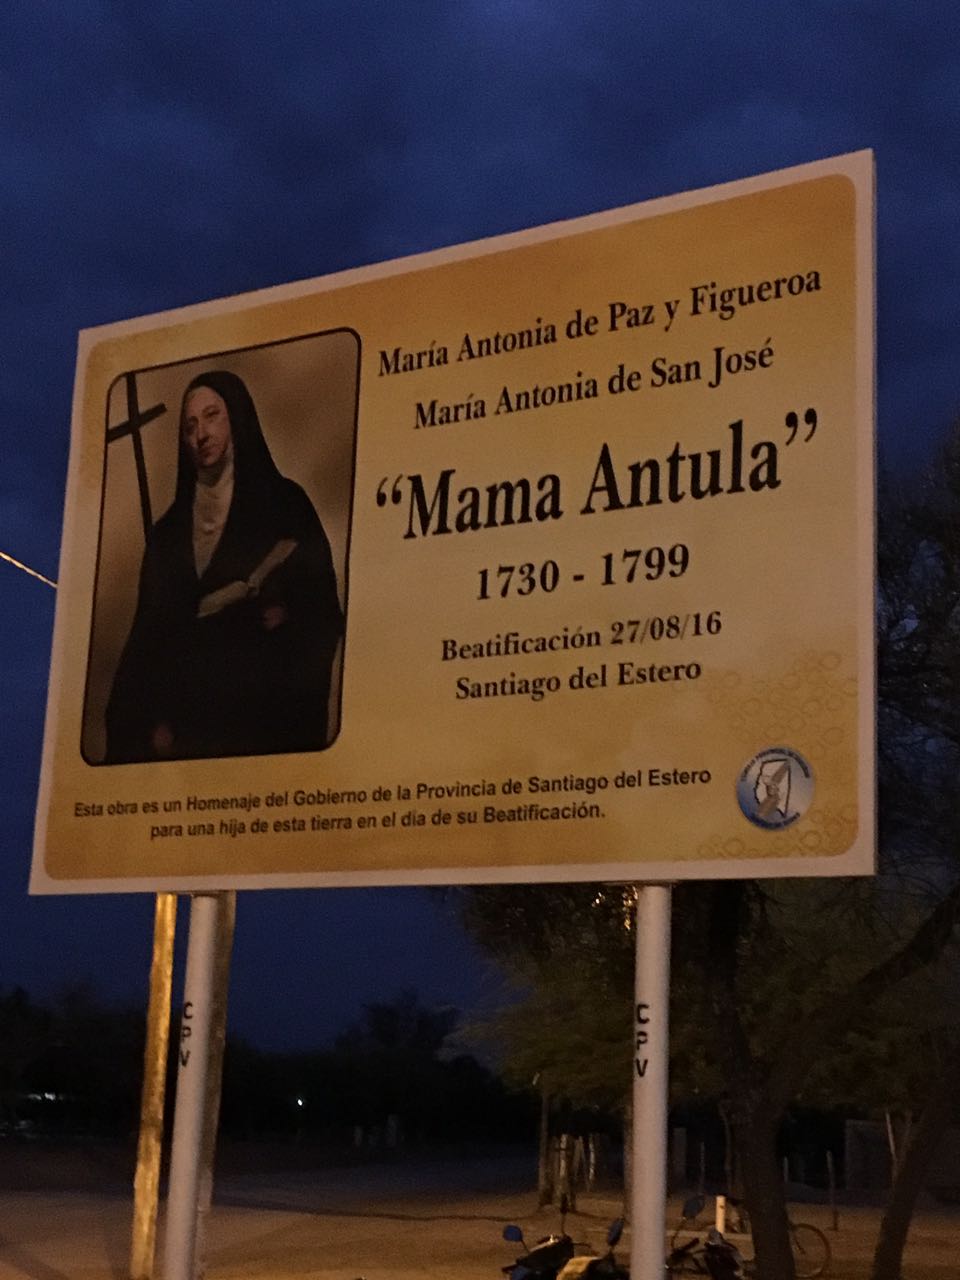 María Antonia de Paz y Figueroa
María Antonia de San José
“Mama Antula”
1730 - 1799
Beatificación 27/08/16
Santiago del Estero
Esta obra es un Homenaje del Gobierno de la Provincia de Santiago del Estero
para una hija de esta tierra en el día de su Beatificación.
CPV
CPV